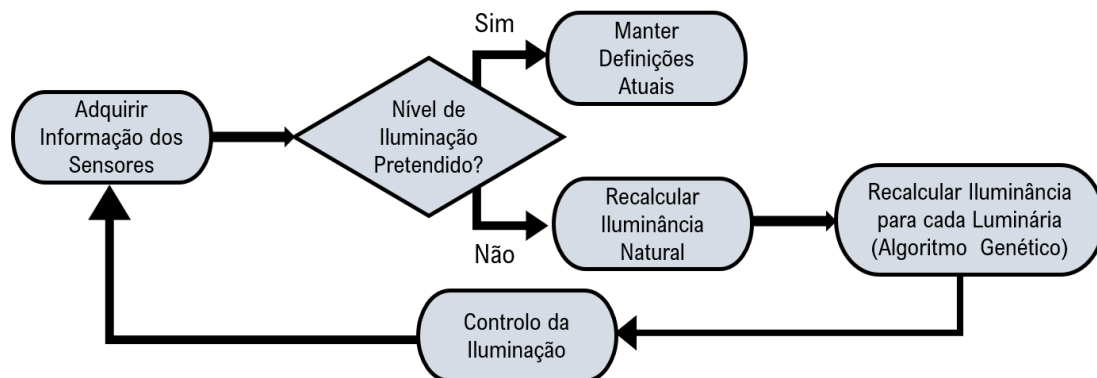 Adquirir
Informação dos
Sensores
Nível de
Iluminação
Pretendido?
Sim
Manter
Definições
Atuais
Não
Recalcular
Iluminância
Natural
Recalcular Iluminância
para cada Luminária
(Algoritmo Genético)
Controlo da
Iluminação